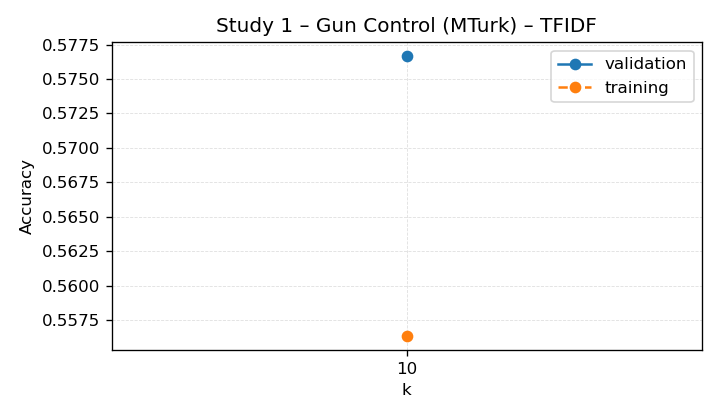 Study 1 – Gun Control (MTurk) – TFIDF
0.5775
0.5750
0.5725
0.5700
0.5675
0.5650
0.5625
0.5600
0.5575
Accuracy
validation
training
10
k